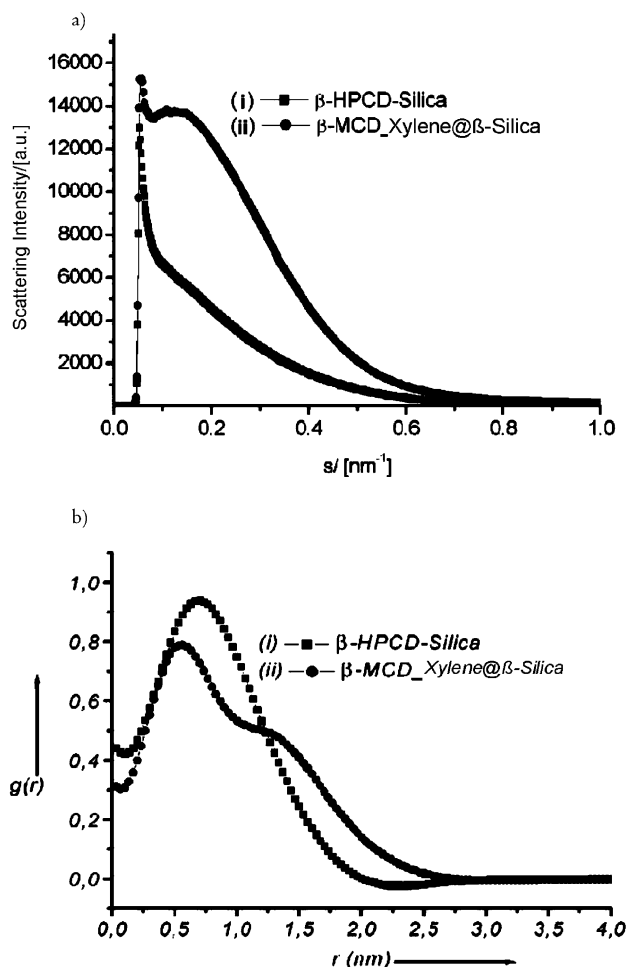 a)
16000
14000
12000
10000
8000
6000
4000
2000
Scattering Intensity/[a.u.]
(i) β-HPCD-Silica
(ii) β-MCD_Xylene@ß-Silica
0.0 0.2 0.4 0.6 0.8 1.0
s/ [nm⁻¹]
b)
1,0
0,8
0,6
0,4
0,2
0,0
g(r)
(i) β-HPCD-Silica
(ii) β-MCD_Xylene@ß-Silica
0,0 0,5 1,0 1,5 2,0 2,5 3,0 3,5 4,0
r (nm)